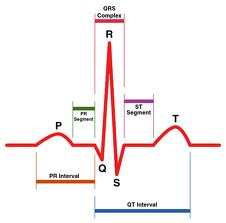 QRS
Complex
R
ST
Segment
PR
Segment
P
T
Q
S
PR Interval
QT Interval